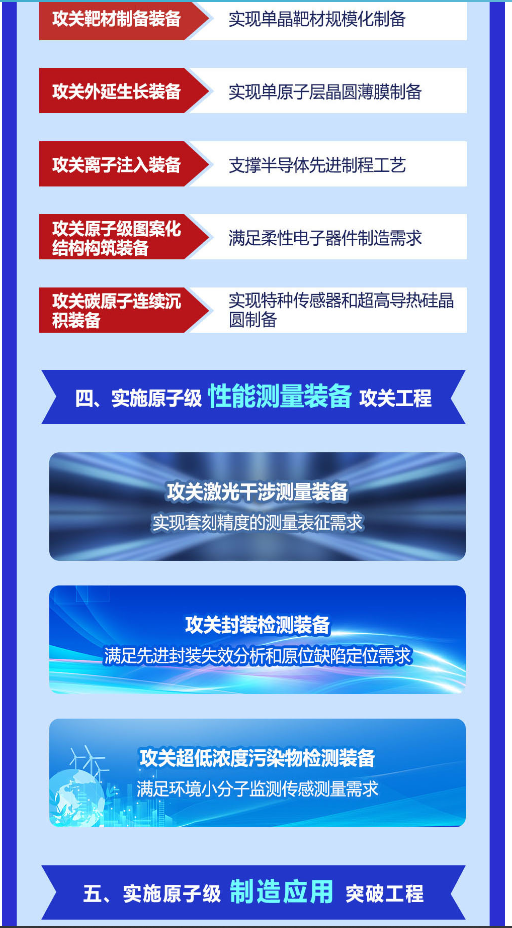 攻关靶材制备装备
实现单晶靶材规模化制备
攻关外延生长装备
实现单原子层晶圆薄膜制备
攻关离子注入装备
支撑半导体先进制程工艺
攻关原子级图案化
结构构筑装备
满足柔性电子器件制造需求
攻关碳原子连续沉
积装备
实现特种传感器和超高导热硅晶
圆制备
四、实施原子级 性能测量装备 攻关工程
攻关激光干涉测量装备
实现套刻精度的测量表征需求
攻关封装检测装备
满足先进封装失效分析和原位缺陷定位需求
攻关超低浓度污染物检测装备
满足环境小分子监测传感测量需求
五、实施原子级 制造应用 突破工程